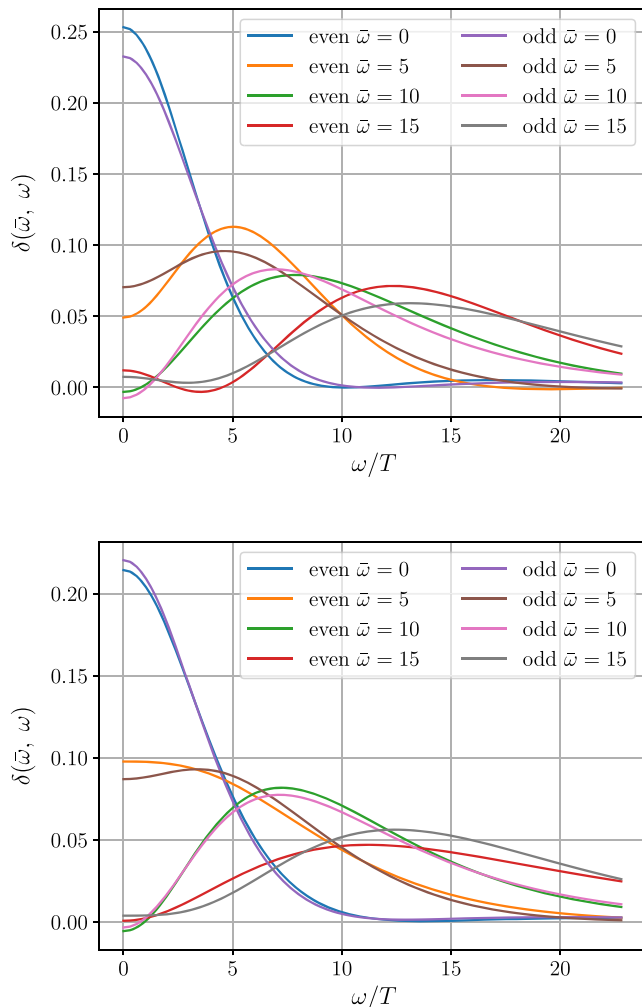 0.25
0.20
0.15
0.10
0.05
0.00
δ(ω̄, ω)
even ω̄ = 0
even ω̄ = 5
even ω̄ = 10
even ω̄ = 15
odd ω̄ = 0
odd ω̄ = 5
odd ω̄ = 10
odd ω̄ = 15
0 5 10 15 20
ω/T
0.20
0.15
0.10
0.05
0.00
δ(ω̄, ω)
even ω̄ = 0
even ω̄ = 5
even ω̄ = 10
even ω̄ = 15
odd ω̄ = 0
odd ω̄ = 5
odd ω̄ = 10
odd ω̄ = 15
0 5 10 15 20
ω/T